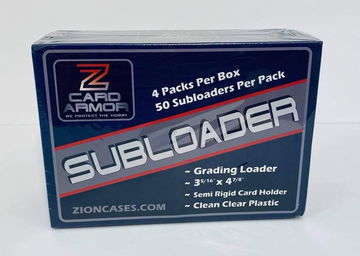 Z
CARD
ARMOR
WE PROTECT THE HOBBY
4 Packs Per Box
50 Subloaders Per Pack
SUBLOADER
~ Grading Loader
~ 3 5/16" x 4 7/8"
~ Semi Rigid Card Holder
~ Clean Clear Plastic
ZIONCASES.COM